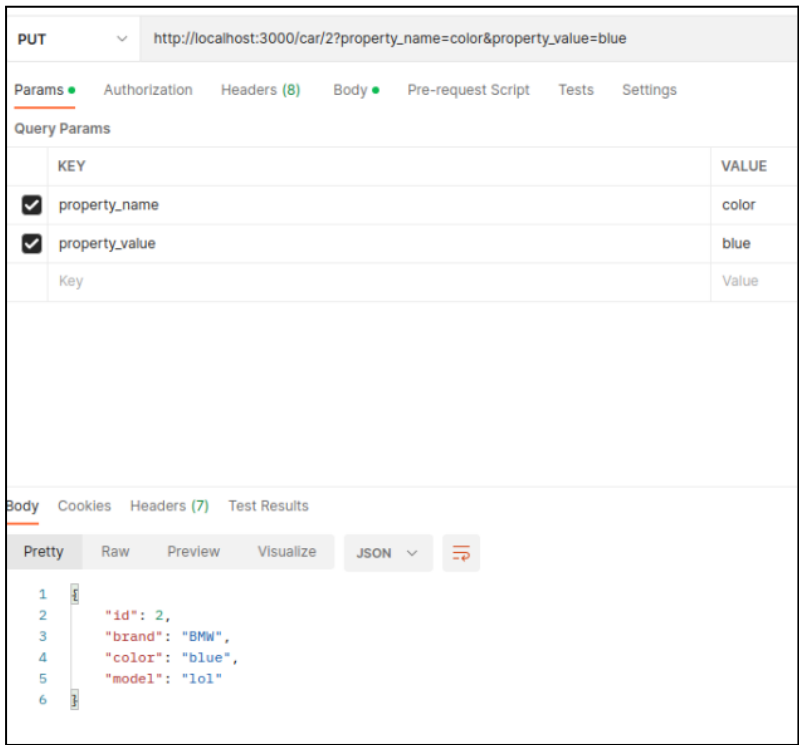 PUT http://localhost:3000/car/2?property_name=color&property_value=blue
Params Authorization Headers (8) Body Pre-request Script Tests Settings
Query Params
KEY VALUE
property_name color
property_value blue
Key Value
Body Cookies Headers (7) Test Results
Pretty Raw Preview Visualize JSON
1 {
2 "id": 2,
3 "brand": "BMW",
4 "color": "blue",
5 "model": "lol"
6 }